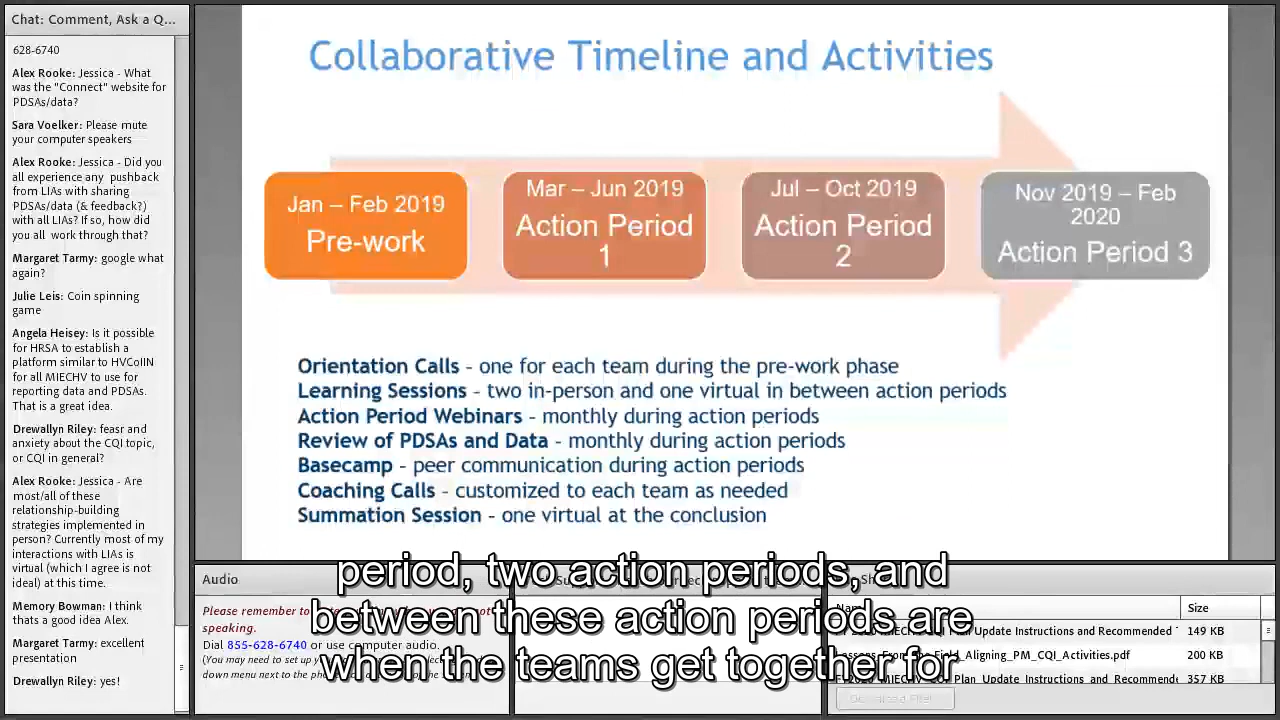 Chat: Comment, Ask a Q...
628-6740
Alex Rooke: Jessica - What
was the "Connect" website for
PDSAs/data?
Sara Voelker: Please mute
your computer speakers
Alex Rooke: Jessica - Did you
all experience any pushback
from LIAs with sharing
PDSAs/data (& feedback?)
with all LIAs? If so, how did
you all work through that?
Margaret Tarmy: google what
again?
Julie Leis: Coin spinning
game
Angela Heisey: Is it possible
for HRSA to establish a
platform similar to HVCoIIN
for all MIECHV to use for
reporting data and PDSAs.
That is a great idea.
Drewallyn Riley: fesar and
anxiety about the CQI topic,
or CQI in general?
Alex Rooke: Jessica - Are
most/all of these
relationship-building
strategies implemented in
person? Currently most of my
interactions with LIAs is
virtual (which I agree is not
ideal) at this time.
Memory Bowman: I think
thats a good idea Alex.
Margaret Tarmy: excellent
presentation
Drewallyn Riley: yes!
Collaborative Timeline and Activities
Jan – Feb 2019
Pre-work
Mar – Jun 2019
Action Period
1
Jul – Oct 2019
Action Period
2
Nov 2019 – Feb
2020
Action Period 3
Orientation Calls - one for each team during the pre-work phase
Learning Sessions - two in-person and one virtual in between action periods
Action Period Webinars - monthly during action periods
Review of PDSAs and Data - monthly during action periods
Basecamp - peer communication during action periods
Coaching Calls - customized to each team as needed
Summation Session - one virtual at the conclusion
period, two action periods, and
between these action periods are
when the teams get together for
Audio
Please remember to
speaking.
Dial 855-628-6740 or use computer audio.
(You may need to set up
down menu next to the
Size
Plan Update Instructions and Recommended
149 KB
Field_Aligning_PM_CQI_Activities.pdf
200 KB
Plan_Update_Instructions_and_Recommende
357 KB